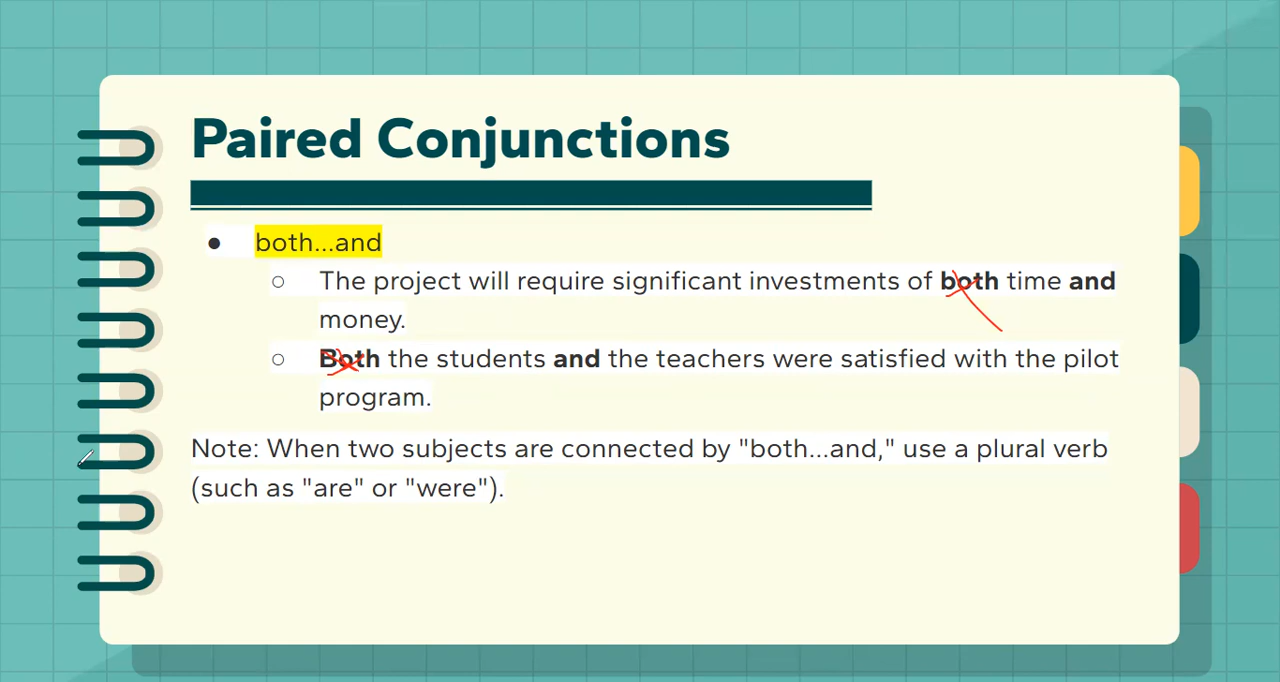 Paired Conjunctions
● both...and
○ The project will require significant investments of both time and
money.
○ Both the students and the teachers were satisfied with the pilot
program.
Note: When two subjects are connected by "both...and," use a plural verb
(such as "are" or "were").